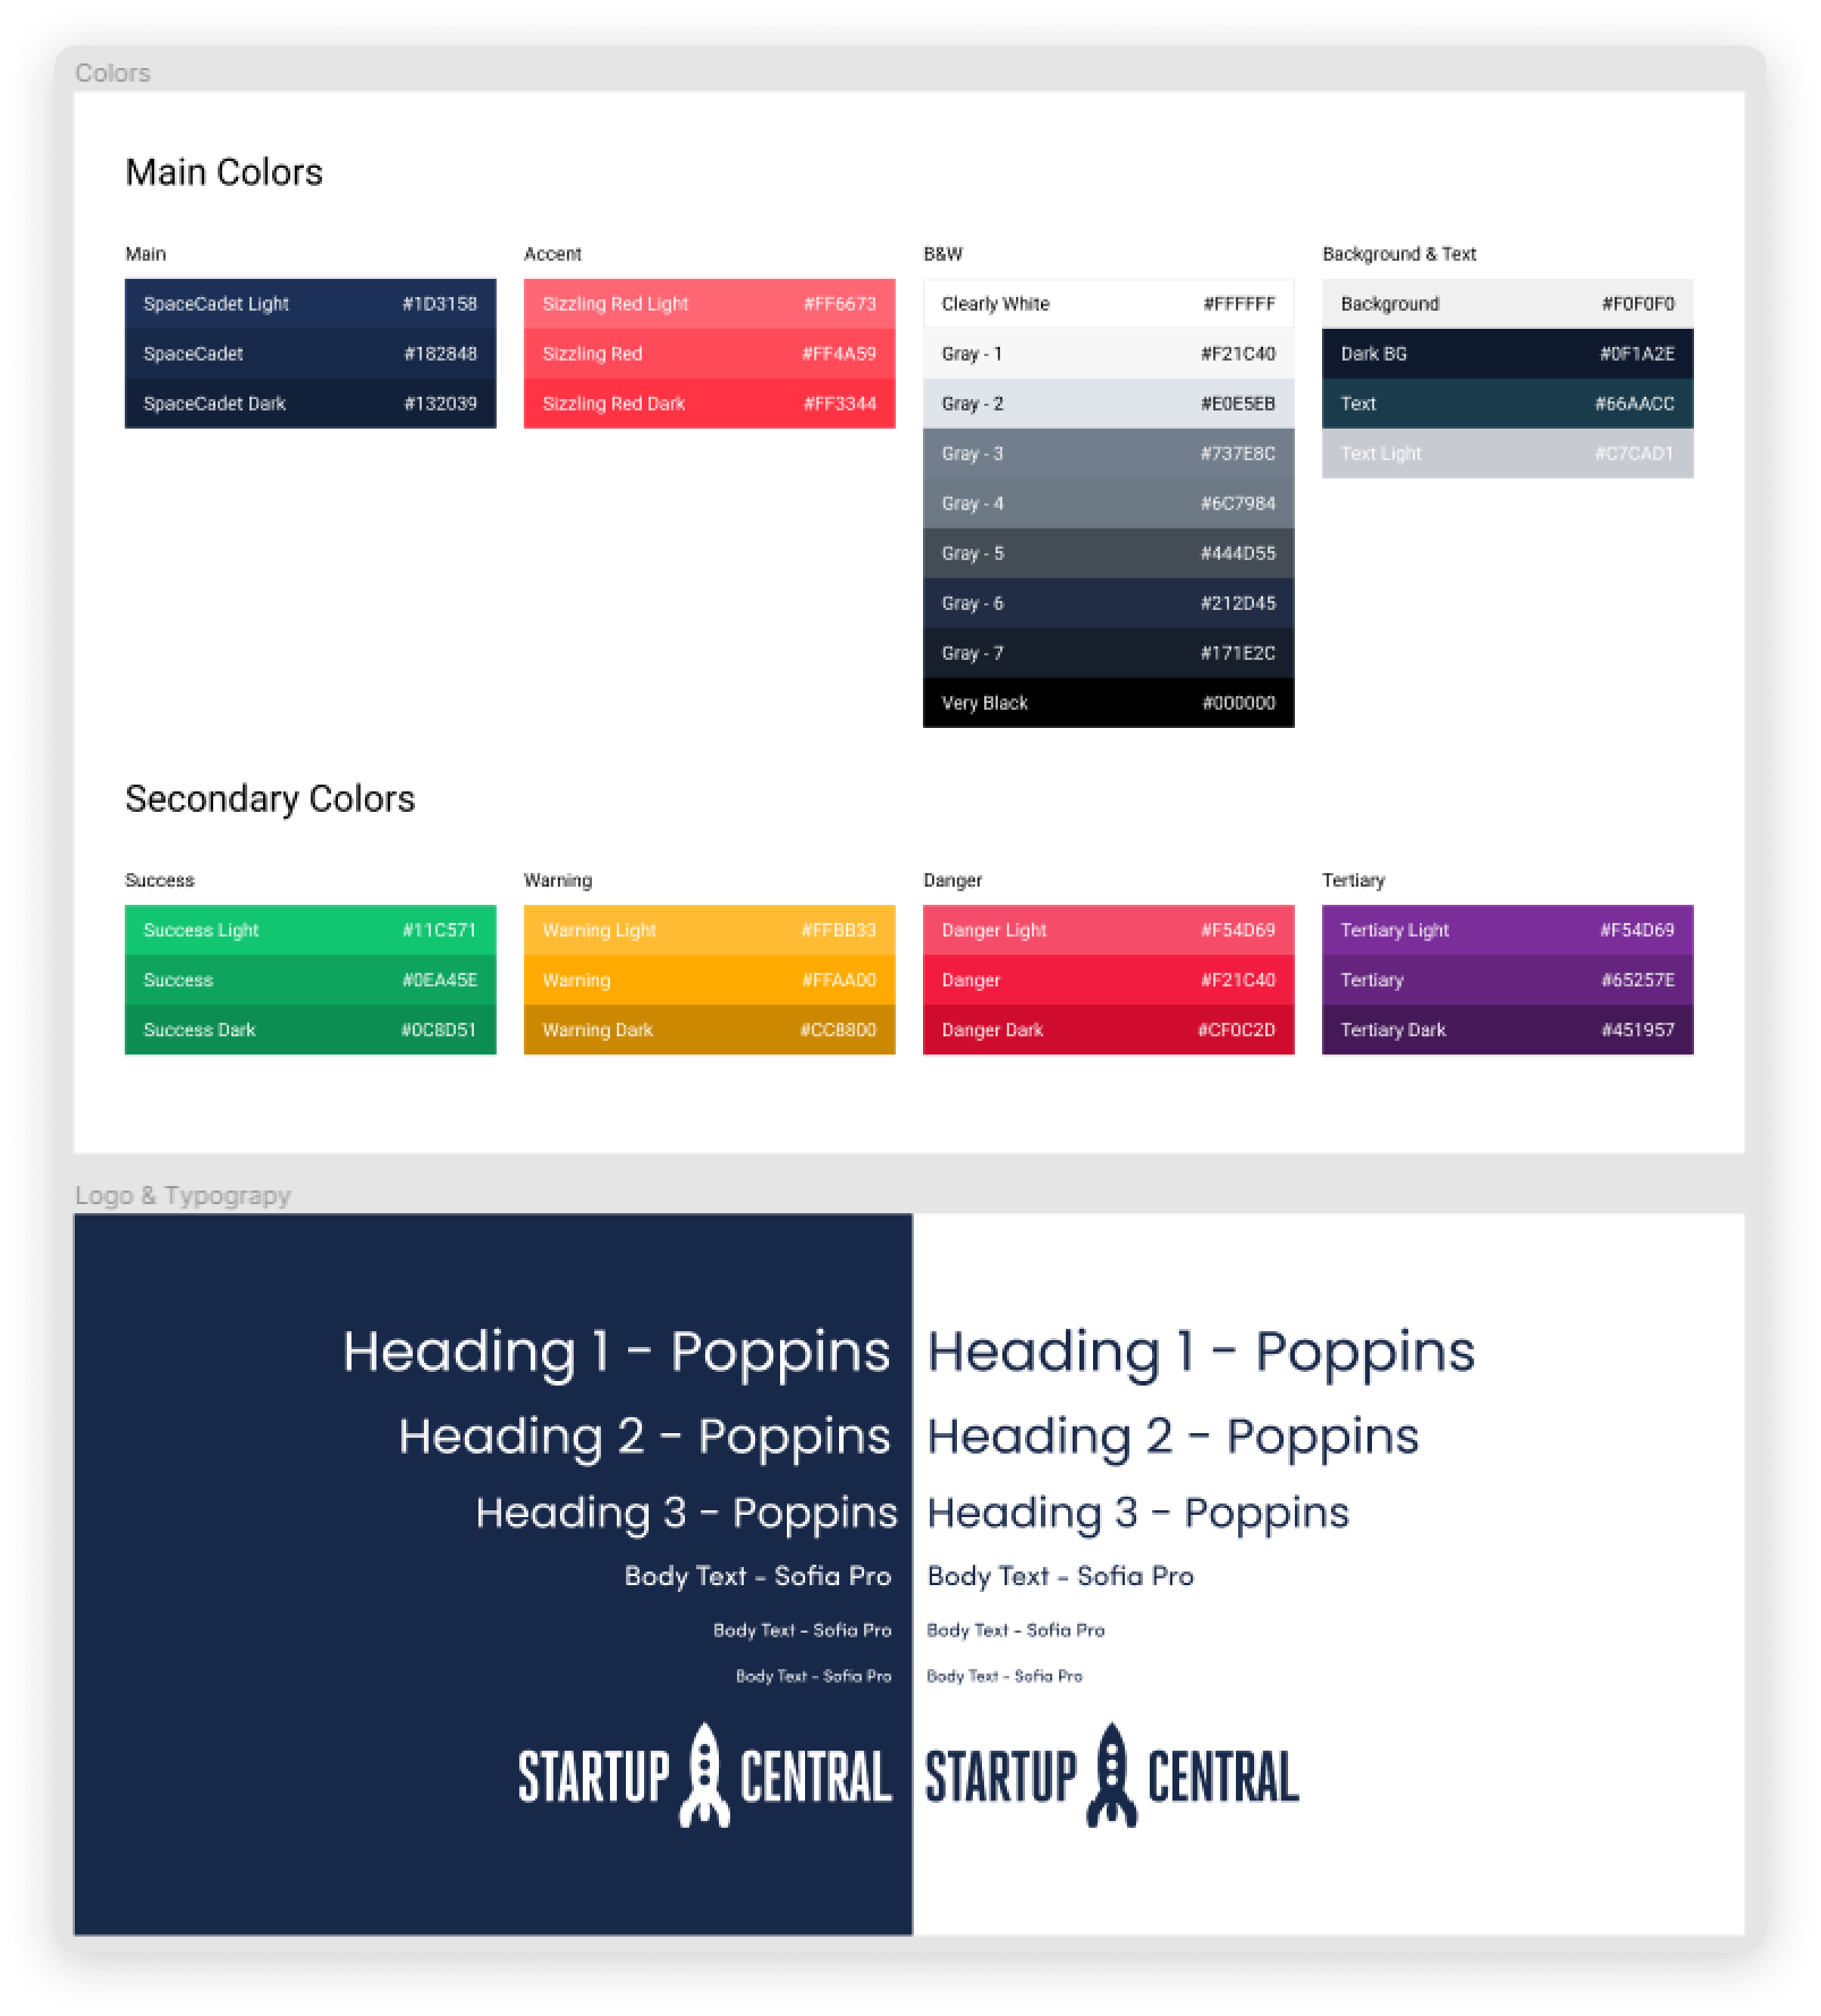 Colors
Main Colors
Main
SpaceCadet Light #1D3158
SpaceCadet #182848
SpaceCadet Dark #132039
Accent
Sizzling Red Light #FF6673
Sizzling Red #FF4A59
Sizzling Red Dark #FF3344
B&W
Clearly White #FFFFFF
Gray - 1 #F21C40
Gray - 2 #E0E5EB
Gray - 3 #737E8C
Gray - 4 #6C7984
Gray - 5 #444D55
Gray - 6 #212D45
Gray - 7 #171E2C
Very Black #000000
Background & Text
Background #F0F0F0
Dark BG #0F1A2E
Text #66AACC
Text Light #C7CAD1
Secondary Colors
Success
Success Light #11C571
Success #0EA45E
Success Dark #0C8D51
Warning
Warning Light #FFBB33
Warning #FFAA00
Warning Dark #CC8800
Danger
Danger Light #F54D69
Danger #F21C40
Danger Dark #CF0C2D
Tertiary
Tertiary Light #F54D69
Tertiary #65257E
Tertiary Dark #451957
Logo & Typograpy
Heading 1 - Poppins
Heading 2 - Poppins
Heading 3 - Poppins
Body Text - Sofia Pro
Body Text - Sofia Pro
Body Text - Sofia Pro
STARTUP CENTRAL
Heading 1 - Poppins
Heading 2 - Poppins
Heading 3 - Poppins
Body Text - Sofia Pro
Body Text - Sofia Pro
Body Text - Sofia Pro
STARTUP CENTRAL